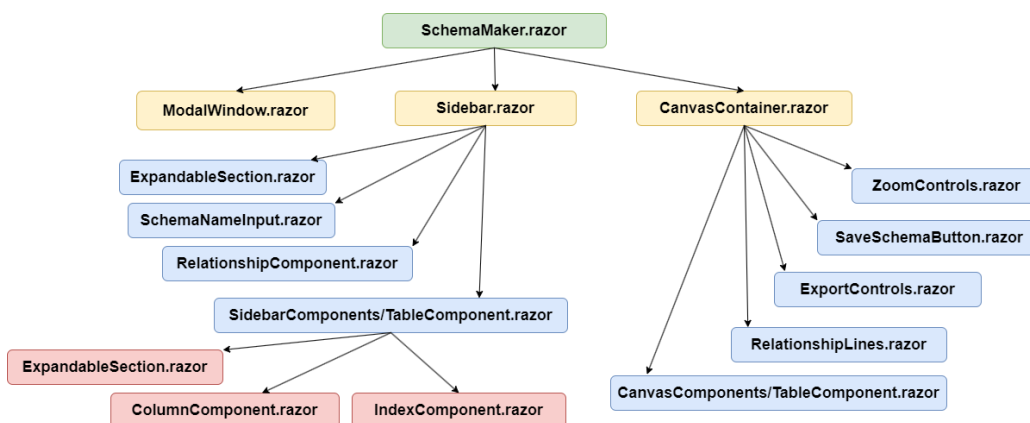 SchemaMaker.razor
ModalWindow.razor
Sidebar.razor
CanvasContainer.razor
ExpandableSection.razor
SchemaNameInput.razor
RelationshipComponent.razor
SidebarComponents/TableComponent.razor
ExpandableSection.razor
ColumnComponent.razor
IndexComponent.razor
ZoomControls.razor
SaveSchemaButton.razor
ExportControls.razor
RelationshipLines.razor
CanvasComponents/TableComponent.razor